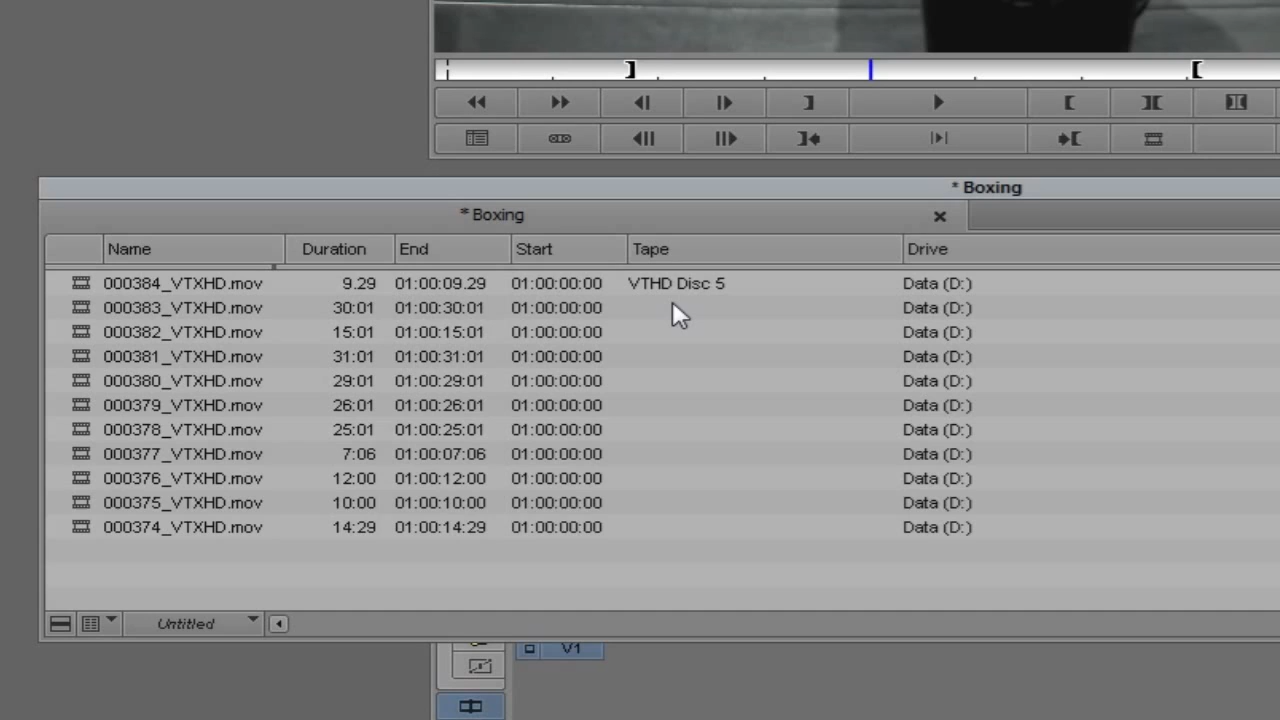 * Boxing
* Boxing
Name Duration End Start Tape Drive
000384_VTXHD.mov 9.29 01:00:09.29 01:00:00:00 VTHD Disc 5 Data (D:)
000383_VTXHD.mov 30:01 01:00:30:01 01:00:00:00 Data (D:)
000382_VTXHD.mov 15:01 01:00:15:01 01:00:00:00 Data (D:)
000381_VTXHD.mov 31:01 01:00:31:01 01:00:00:00 Data (D:)
000380_VTXHD.mov 29:01 01:00:29:01 01:00:00:00 Data (D:)
000379_VTXHD.mov 26:01 01:00:26:01 01:00:00:00 Data (D:)
000378_VTXHD.mov 25:01 01:00:25:01 01:00:00:00 Data (D:)
000377_VTXHD.mov 7:06 01:00:07:06 01:00:00:00 Data (D:)
000376_VTXHD.mov 12:00 01:00:12:00 01:00:00:00 Data (D:)
000375_VTXHD.mov 10:00 01:00:10:00 01:00:00:00 Data (D:)
000374_VTXHD.mov 14:29 01:00:14:29 01:00:00:00 Data (D:)
Untitled
V1